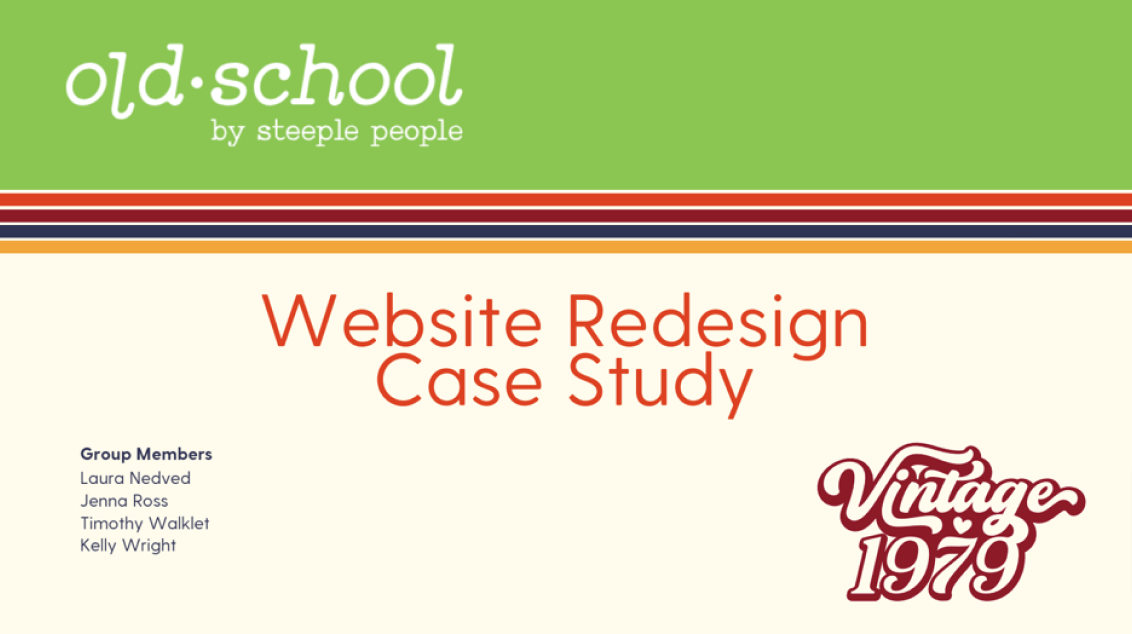 old·school
by steeple people
Website Redesign
Case Study
Group Members
Laura Nedved
Jenna Ross
Timothy Walklet
Kelly Wright
Vintage
1979